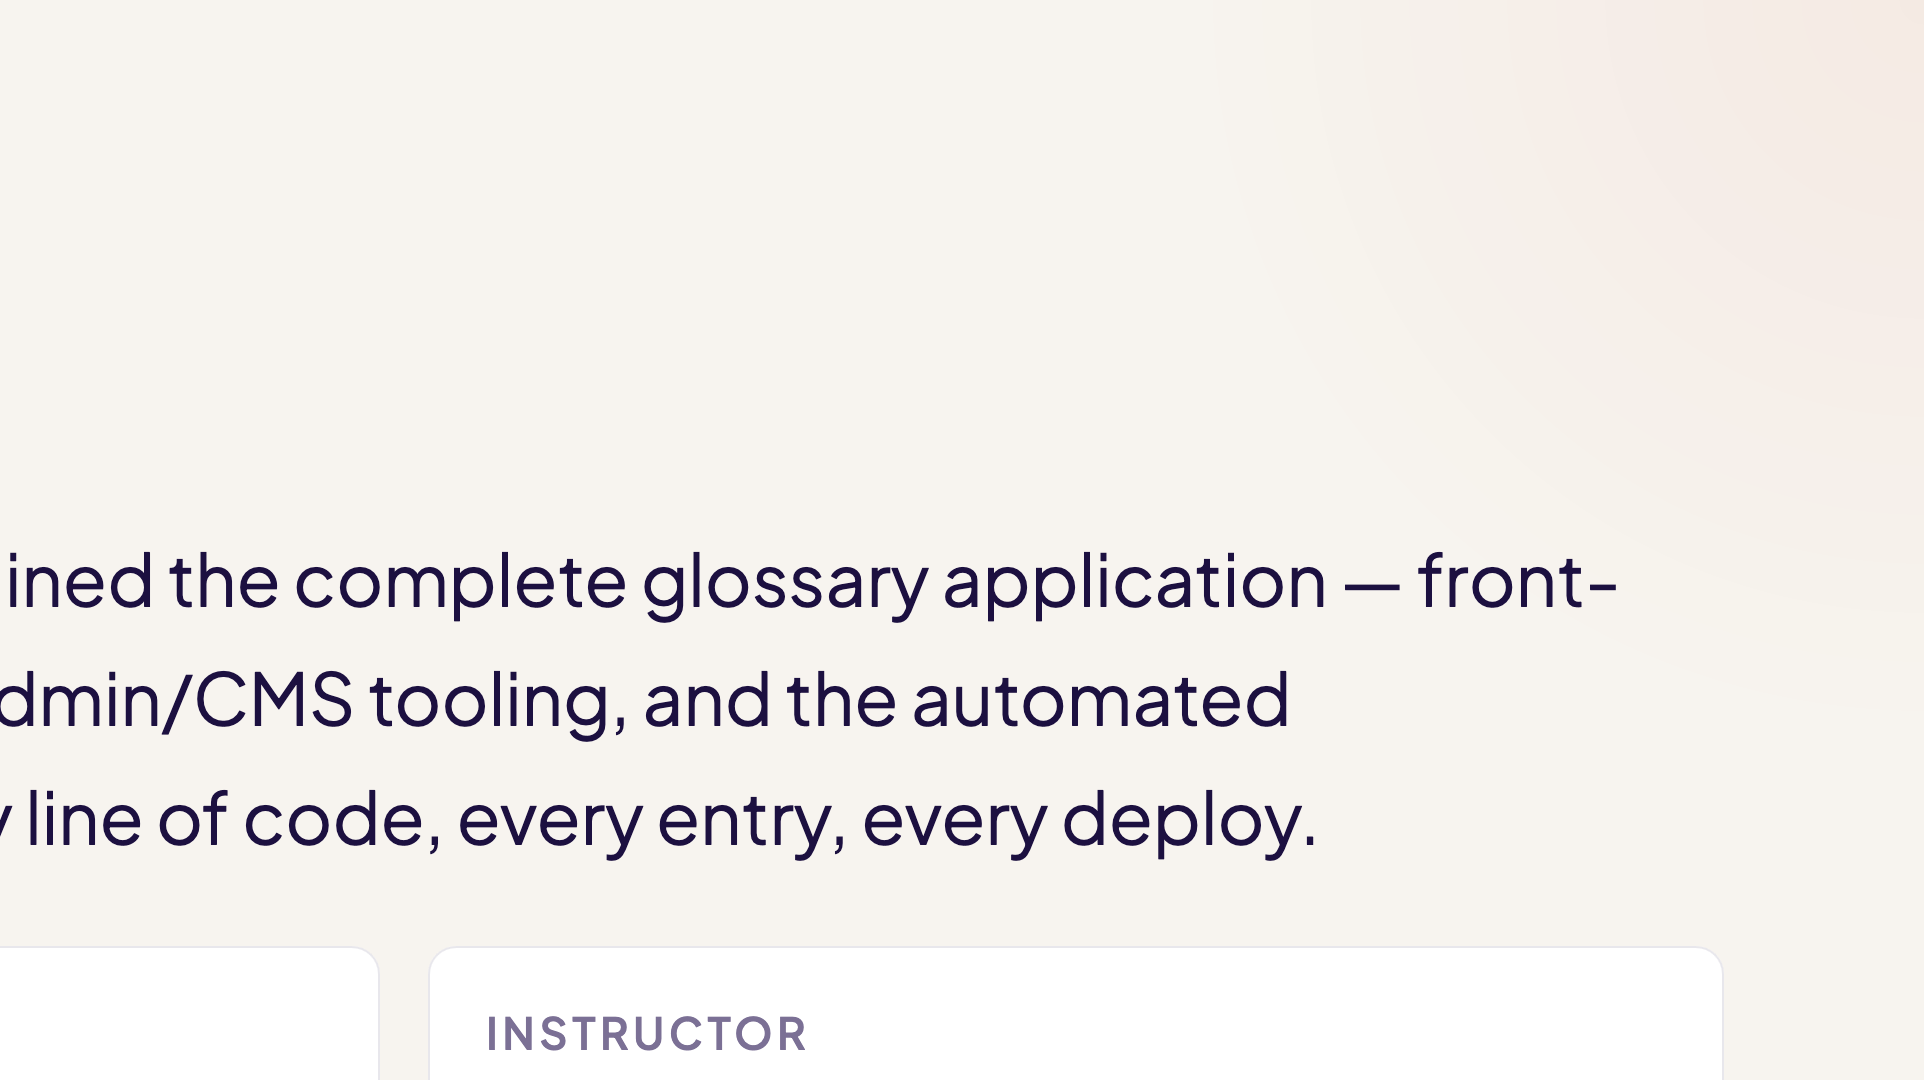 ined the complete glossary application — front-
dmin/CMS tooling, and the automated
line of code, every entry, every deploy.
INSTRUCTOR